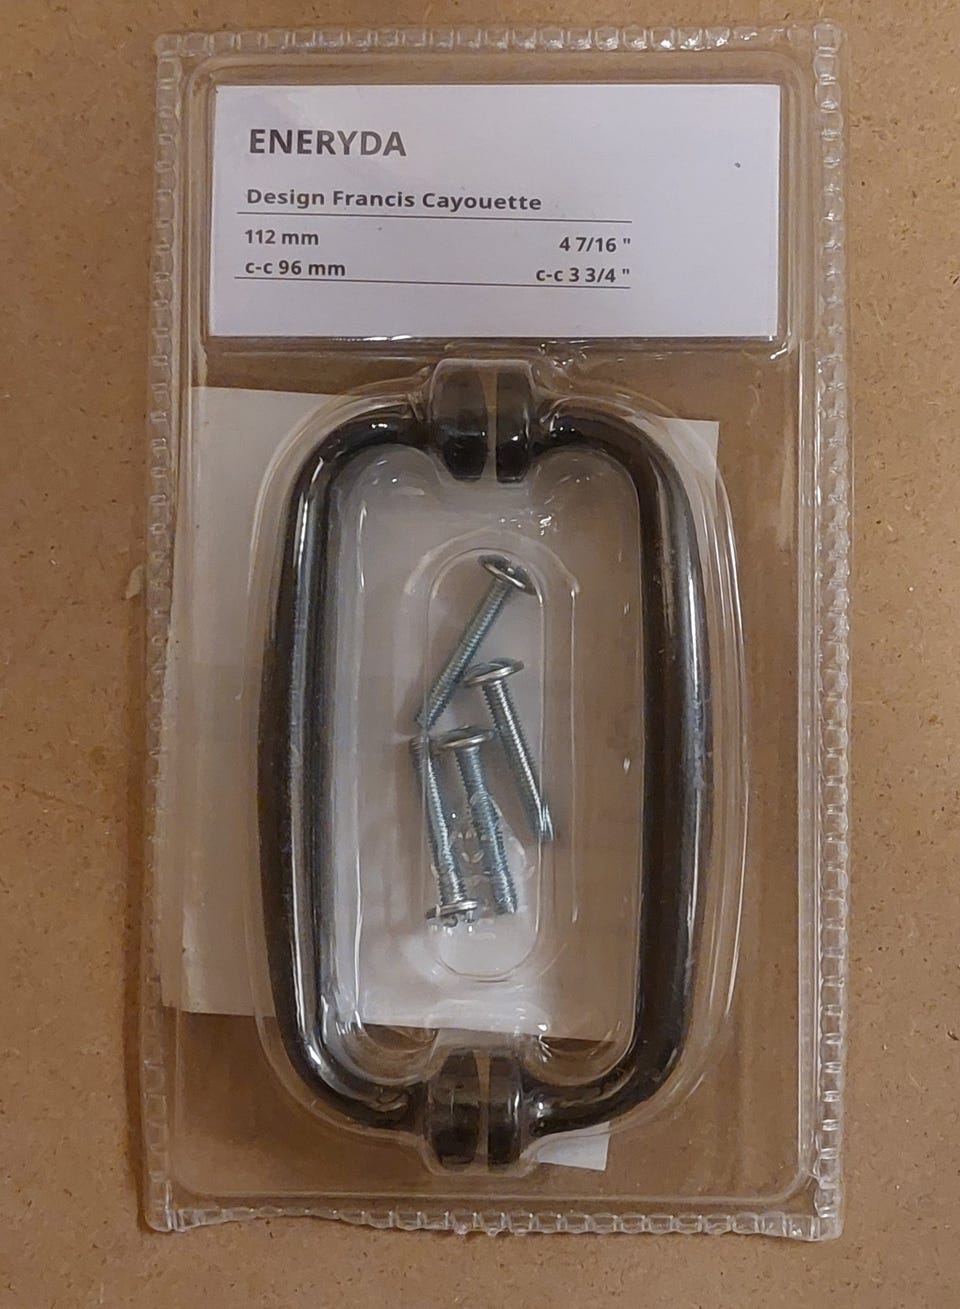 ENERYDA
Design Francis Cayouette
112 mm 4 7/16 "
c-c 96 mm c-c 3 3/4 "